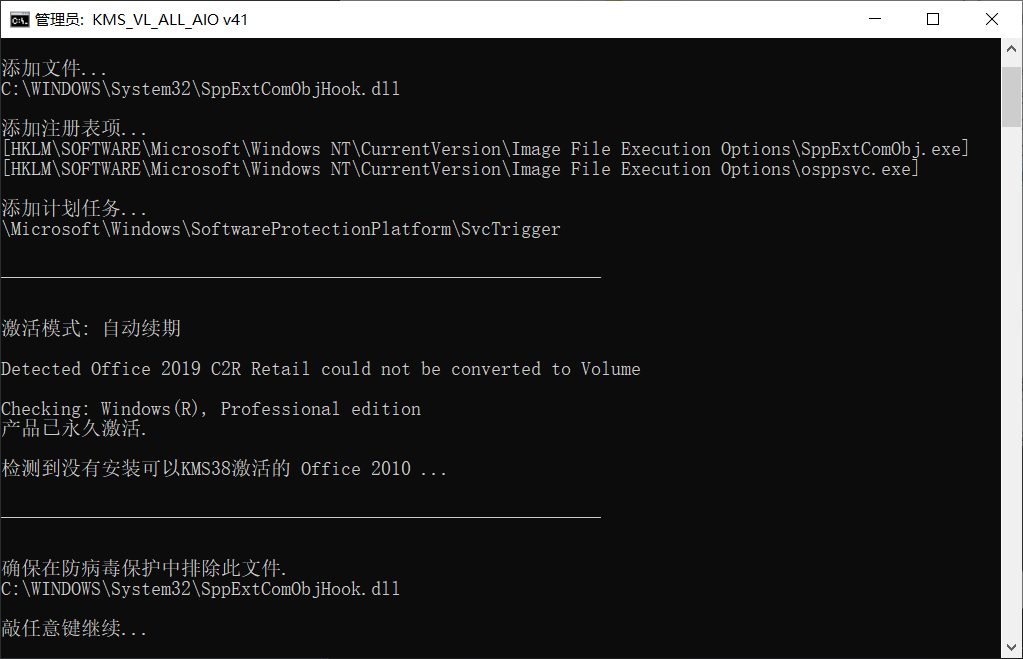 管理员: KMS_VL_ALL_AIO v41
添加文件...
C:\WINDOWS\System32\SppExtComObjHook.dll
添加注册表项...
[HKLM\SOFTWARE\Microsoft\Windows NT\CurrentVersion\Image File Execution Options\SppExtComObj.exe]
[HKLM\SOFTWARE\Microsoft\Windows NT\CurrentVersion\Image File Execution Options\osppsvc.exe]
添加计划任务...
\Microsoft\Windows\SoftwareProtectionPlatform\SvcTrigger
激活模式: 自动续期
Detected Office 2019 C2R Retail could not be converted to Volume
Checking: Windows(R), Professional edition
产品已永久激活.
检测到没有安装可以KMS38激活的 Office 2010 ...
确保在防病毒保护中排除此文件.
C:\WINDOWS\System32\SppExtComObjHook.dll
敲任意键继续...